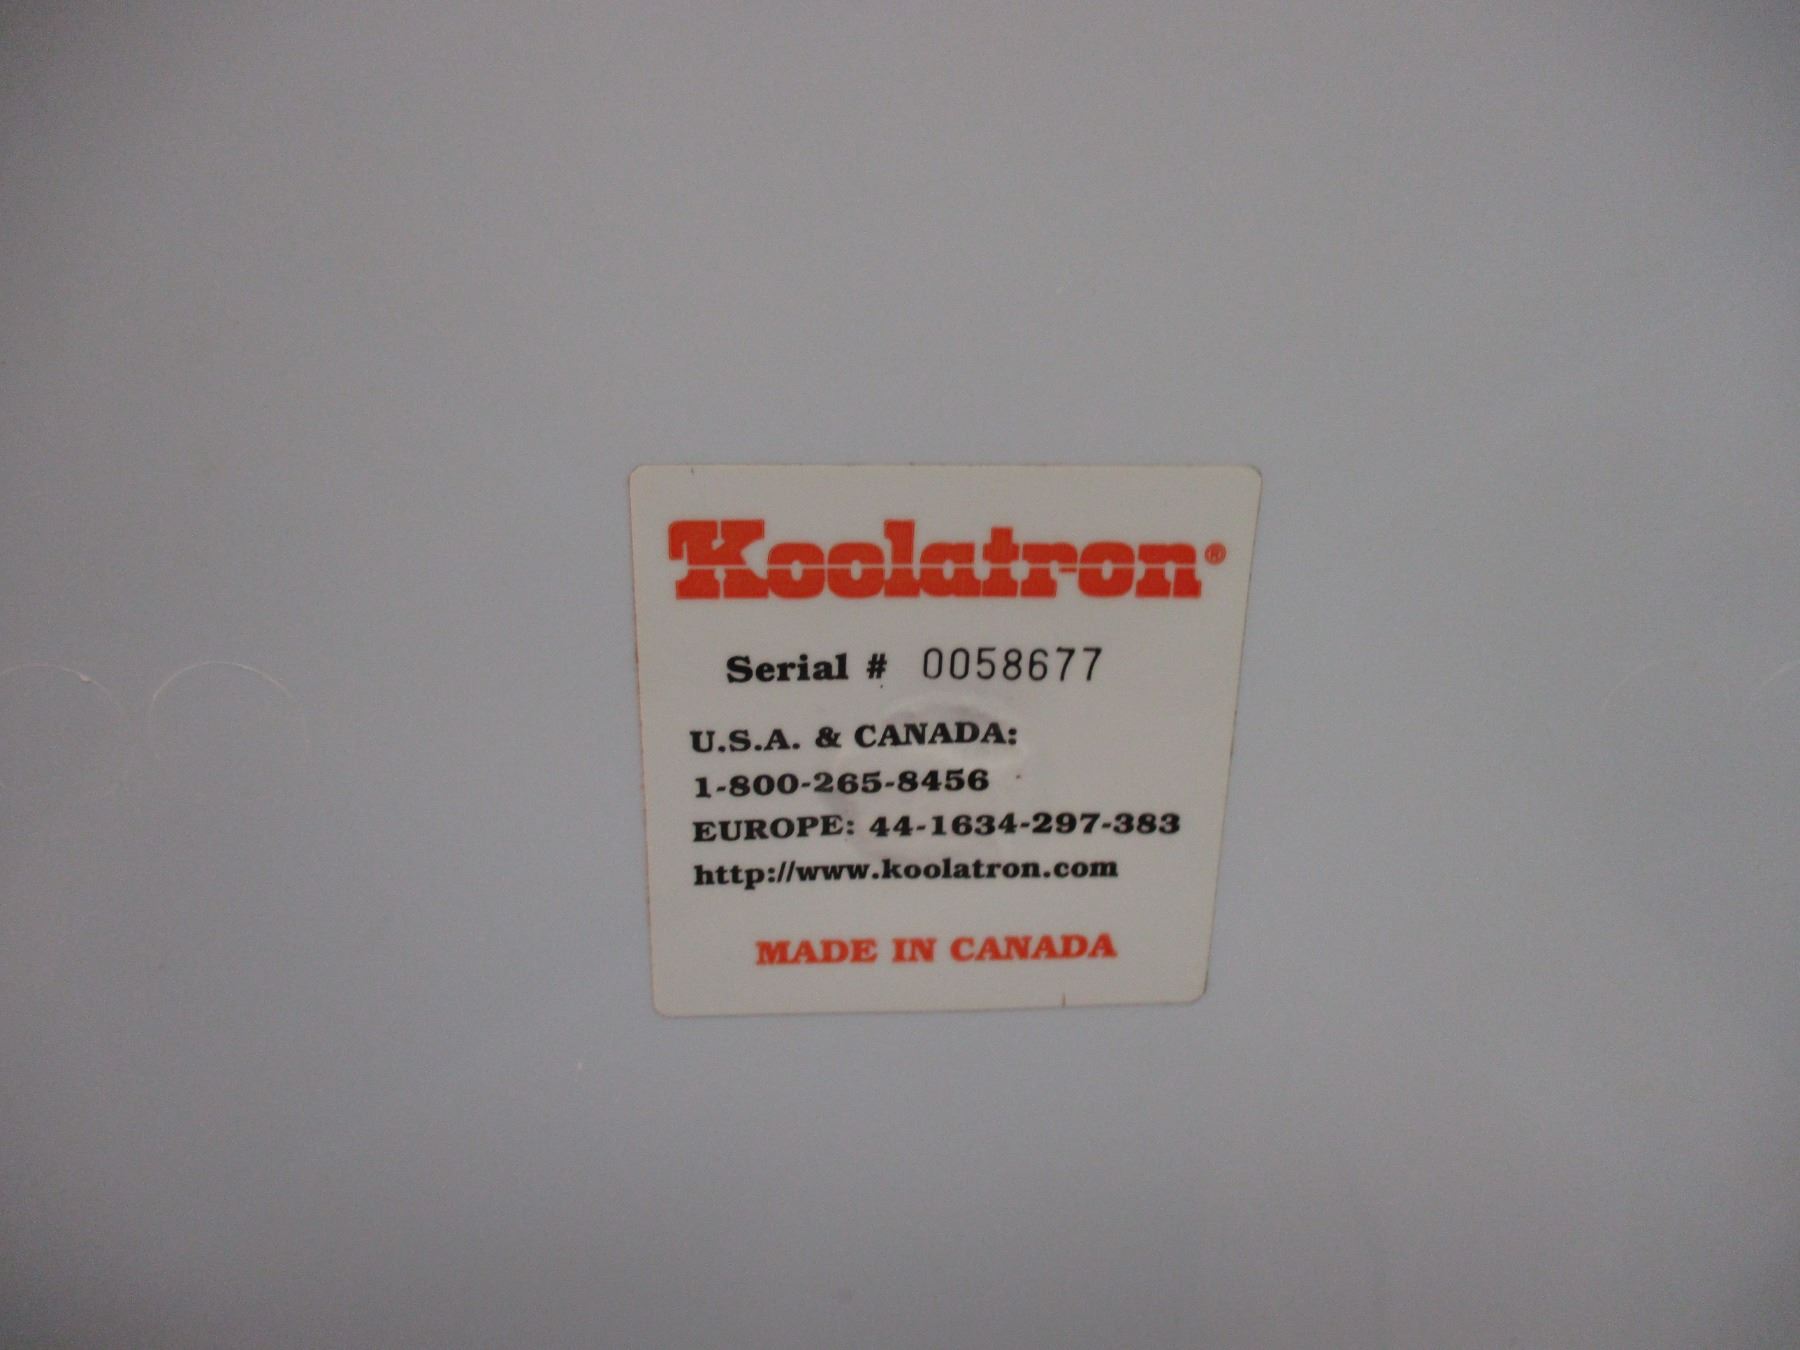 Koolatron®
Serial # 0058677
U.S.A. & CANADA:
1-800-265-8456
EUROPE: 44-1634-297-383
http://www.koolatron.com
MADE IN CANADA